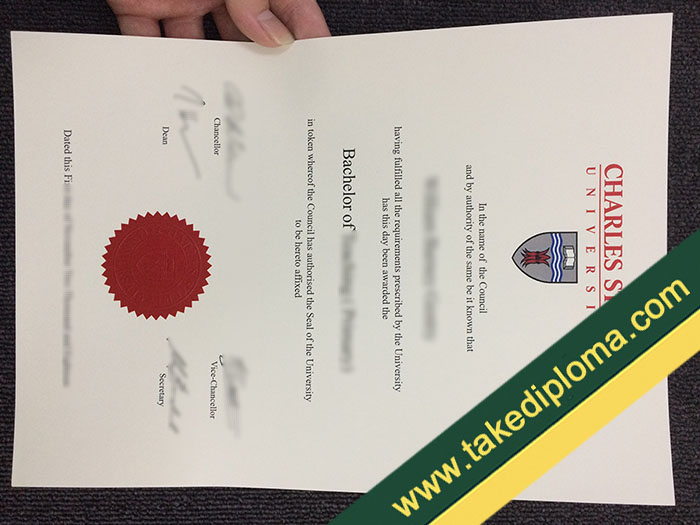 CHARLES S
UNIVERSI
In the name of the Council
and by authority of the same be it known that
having fulfilled all the requirements prescribed by the University
has this day been awarded the
Bachelor of
in token whereof the Council has authorised the Seal of the University
to be hereto affixed
Chancellor
Vice-Chancellor
Dean
Secretary
Dated this
www.takediploma.com